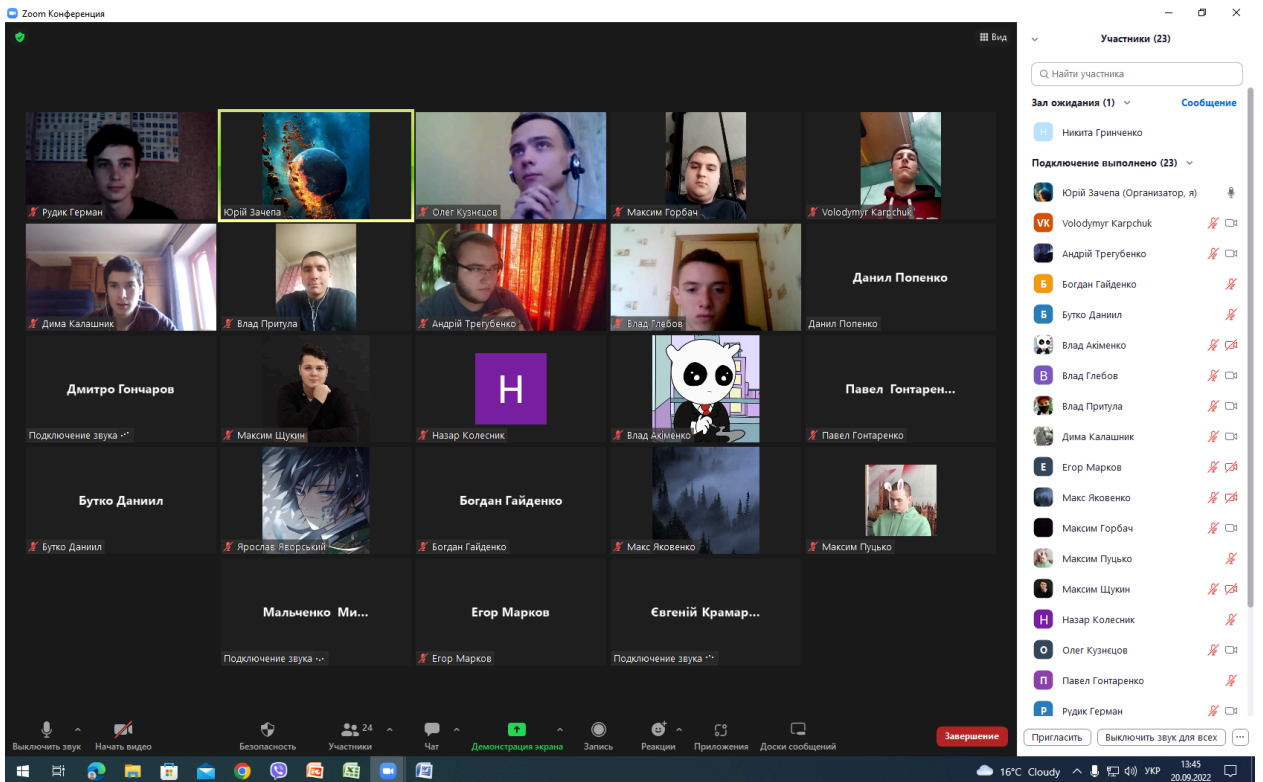 Zoom Конференция
Вид
Рудик Герман
Юрій Зачепа
Олег Кузнєцов
Максим Горбач
Volodymyr Karpchuk
Дима Калашник
Влад Притула
Андрій Трегубенко
Влад Глебов
Данил Попенко
Данил Попенко
Дмитро Гончаров
Подключение звука
Максим Щукин
Н
Назар Колесник
Влад Акіменко
Павел Гонтарен...
Павел Гонтаренко
Бутко Даниил
Бутко Даниил
Ярослав Яворський
Богдан Гайденко
Богдан Гайденко
Макс Яковенко
Максим Пуцько
Мальченко Ми...
Подключение звука
Егор Марков
Егор Марков
Євгеній Крамар...
Подключение звука
Участники (23)
Найти участника
Зал ожидания (1)
Сообщение
Н
Никита Гринченко
Подключение выполнено (23)
Юрій Зачепа (Организатор, я)
VK Volodymyr Karpchuk
Андрій Трегубенко
Б Богдан Гайденко
Б Бутко Даниил
Влад Акіменко
В Влад Глебов
Влад Притула
Дима Калашник
Е Егор Марков
Макс Яковенко
Максим Горбач
Максим Пуцько
Максим Щукин
Н Назар Колесник
О Олег Кузнєцов
П Павел Гонтаренко
Р Рудик Герман
Пригласить
Выключить звук для всех
...
Выключить звук
Начать видео
Безопасность
24
Участники
Чат
Демонстрация экрана
Запись
Реакции
Приложения
Доски сообщений
Завершение
16°C Cloudy
УКР
13:45
20.09.2022